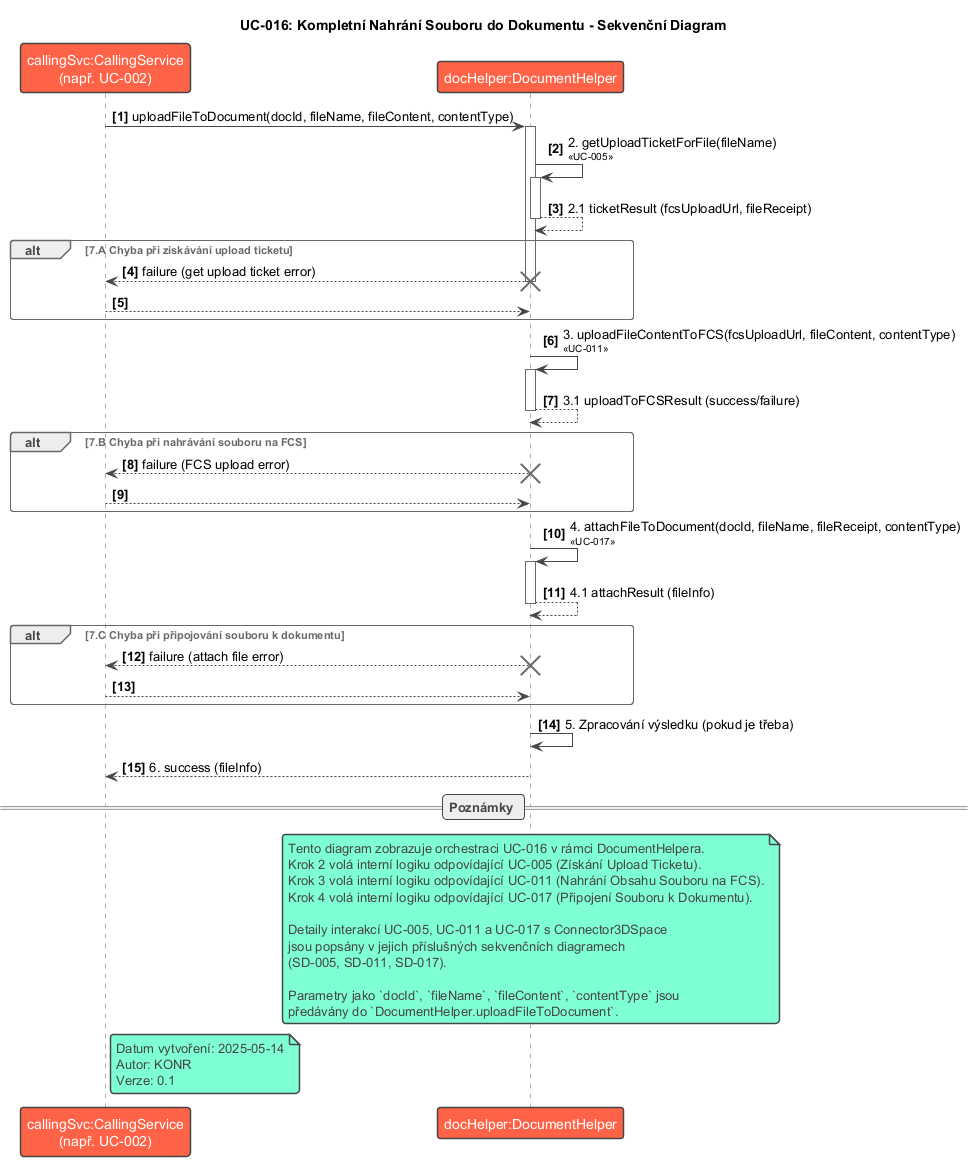 UC-016: Kompletní Nahrání Souboru do Dokumentu - Sekvenční Diagram
callingSvc:CallingService
(např. UC-002)
docHelper:DocumentHelper
[1] uploadFileToDocument(docId, fileName, fileContent, contentType)
[2] 2. getUploadTicketForFile(fileName)
«UC-005»
[3] 2.1 ticketResult (fcsUploadUrl, fileReceipt)
alt [7.A Chyba při získávání upload ticketu]
[4] failure (get upload ticket error)
[5]
[6] 3. uploadFileContentToFCS(fcsUploadUrl, fileContent, contentType)
«UC-011»
[7] 3.1 uploadToFCSResult (success/failure)
alt [7.B Chyba při nahrávání souboru na FCS]
[8] failure (FCS upload error)
[9]
[10] 4. attachFileToDocument(docId, fileName, fileReceipt, contentType)
«UC-017»
[11] 4.1 attachResult (fileInfo)
alt [7.C Chyba při připojování souboru k dokumentu]
[12] failure (attach file error)
[13]
[14] 5. Zpracování výsledku (pokud je třeba)
[15] 6. success (fileInfo)
Poznámky
Tento diagram zobrazuje orchestraci UC-016 v rámci DocumentHelpera.
Krok 2 volá interní logiku odpovídající UC-005 (Získání Upload Ticketu).
Krok 3 volá interní logiku odpovídající UC-011 (Nahrání Obsahu Souboru na FCS).
Krok 4 volá interní logiku odpovídající UC-017 (Připojení Souboru k Dokumentu).
Detaily interakcí UC-005, UC-011 a UC-017 s Connector3DSpace
jsou popsány v jejich příslušných sekvenčních diagramech
(SD-005, SD-011, SD-017).
Parametry jako `docId`, `fileName`, `fileContent`, `contentType` jsou
předávány do `DocumentHelper.uploadFileToDocument`.
Datum vytvoření: 2025-05-14
Autor: KONR
Verze: 0.1
callingSvc:CallingService
(např. UC-002)
docHelper:DocumentHelper